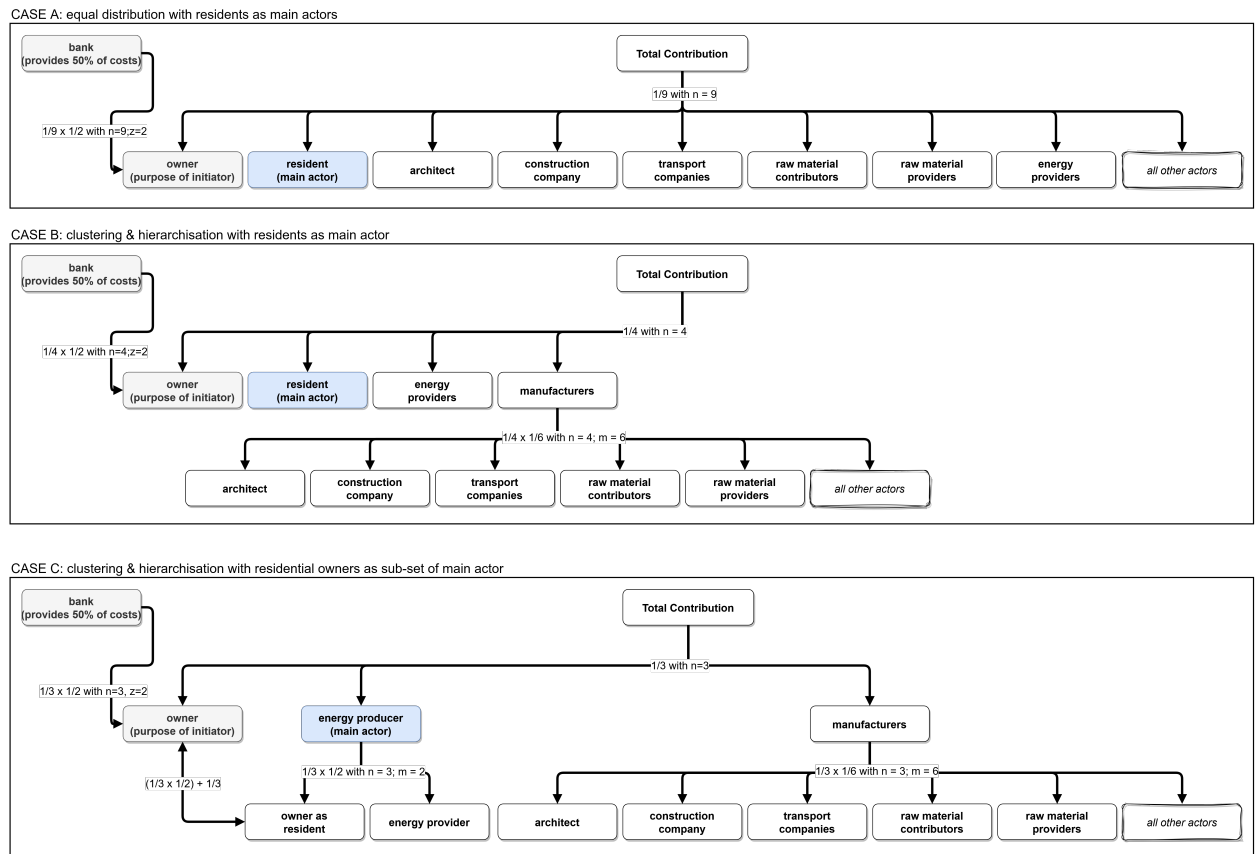 CASE A: equal distribution with residents as main actors
bank
(provides 50% of costs)
Total Contribution
1/9 with n = 9
1/9 x 1/2 with n=9;z=2
owner
(purpose of initiator)
resident
(main actor)
architect
construction
company
transport
companies
raw material
contributors
raw material
providers
energy
providers
all other actors
CASE B: clustering & hierarchisation with residents as main actor
bank
(provides 50% of costs)
Total Contribution
1/4 with n = 4
1/4 x 1/2 with n=4;z=2
owner
(purpose of initiator)
resident
(main actor)
energy
providers
manufacturers
1/4 x 1/6 with n = 4; m = 6
architect
construction
company
transport
companies
raw material
contributors
raw material
providers
all other actors
CASE C: clustering & hierarchisation with residential owners as sub-set of main actor
bank
(provides 50% of costs)
Total Contribution
1/3 with n=3
1/3 x 1/2 with n=3, z=2
owner
(purpose of initiator)
energy producer
(main actor)
manufacturers
(1/3 x 1/2) + 1/3
1/3 x 1/2 with n = 3; m = 2
1/3 x 1/6 with n = 3; m = 6
owner as
resident
energy provider
architect
construction
company
transport
companies
raw material
contributors
raw material
providers
all other actors